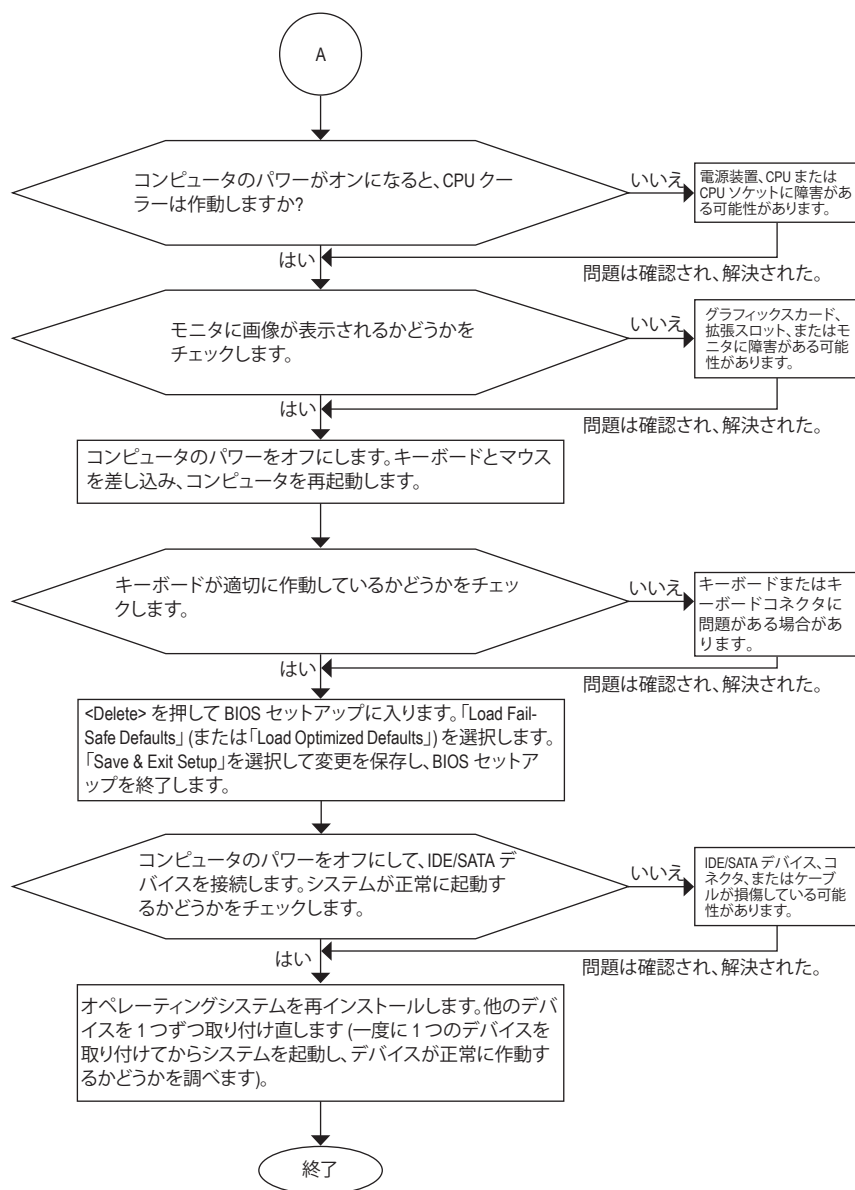 A
コンピュータのパワーがオンになると、CPU クー
ラーは作動しますか?
いいえ
電源装置、CPU または
CPU ソケットに障害があ
る可能性があります。
はい
問題は確認され、解決された。
モニタに画像が表示されるかどうかを
チェックします。
いいえ
グラフィックスカード、
拡張スロット、またはモ
ニタに障害がある可能
性があります。
はい
問題は確認され、解決された。
コンピュータのパワーをオフにします。キーボードとマウス
を差し込み、コンピュータを再起動します。
キーボードが適切に作動しているかどうかをチェッ
クします。
いいえ
キーボードまたはキ
ーボードコネクタに
問題がある場合があ
ります。
はい
問題は確認され、解決された。
<Delete> を押して BIOS セットアップに入ります。「Load Fail-
Safe Defaults」 (または「Load Optimized Defaults」) を選択します。
「Save & Exit Setup」を選択して変更を保存し、BIOS セットア
ップを終了します。
コンピュータのパワーをオフにして、IDE/SATA デ
バイスを接続します。システムが正常に起動す
るかどうかをチェックします。
いいえ
IDE/SATA デバイス、コ
ネクタ、またはケーブ
ルが損傷している可能
性があります。
はい
問題は確認され、解決された。
オペレーティングシステムを再インストールします。他のデバ
イスを 1 つずつ取り付け直します (一度に 1 つのデバイスを
取り付けてからシステムを起動し、デバイスが正常に作動す
るかどうかを調べます)。
終了